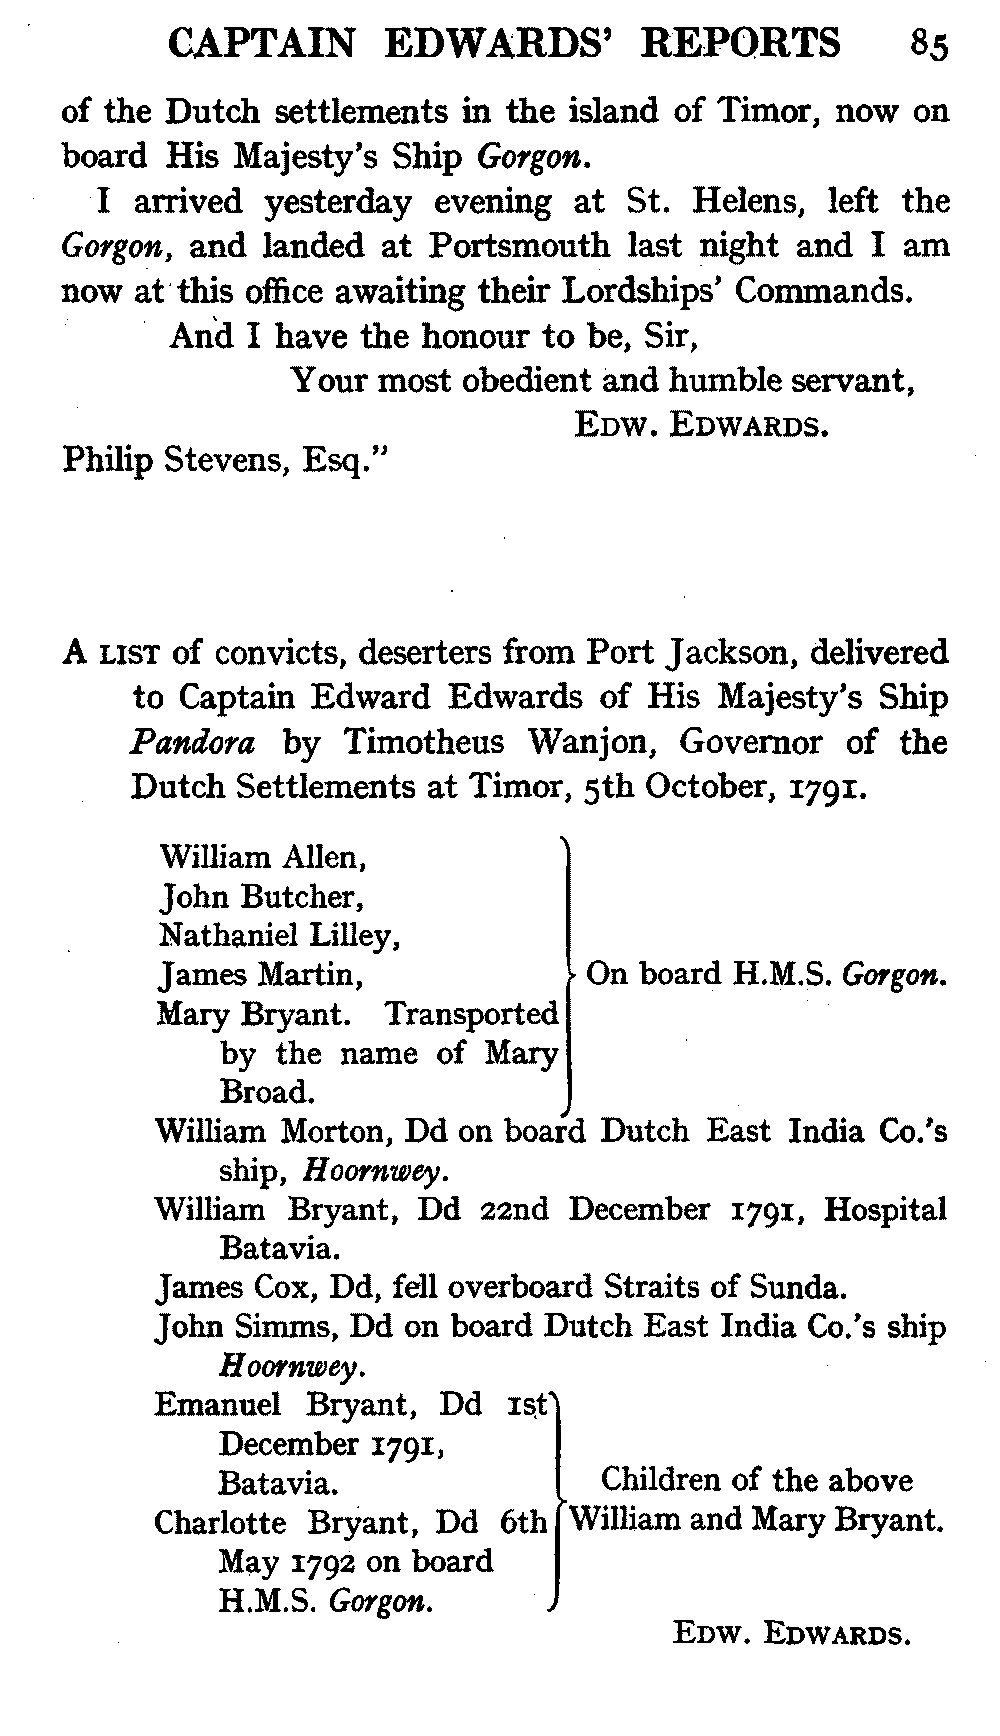 CAPTAIN EDWARDS' REPORTS 85
of the Dutch settlements in the island of Timor, now on
board His Majesty's Ship Gorgon.
I arrived yesterday evening at St. Helens, left the
Gorgon, and landed at Portsmouth last night and I am
now at this office awaiting their Lordships' Commands.
And I have the honour to be, Sir,
Your most obedient and humble servant,
EDW. EDWARDS.
Philip Stevens, Esq."
A LIST of convicts, deserters from Port Jackson, delivered
to Captain Edward Edwards of His Majesty's Ship
Pandora by Timotheus Wanjon, Governor of the
Dutch Settlements at Timor, 5th October, 1791.
William Allen,
John Butcher,
Nathaniel Lilley,
James Martin,
On board H.M.S. Gorgon.
Mary Bryant. Transported
by the name of Mary
Broad.
William Morton, Dd on board Dutch East India Co.'s
ship, Hoornwey.
William Bryant, Dd 22nd December 1791, Hospital
Batavia.
James Cox, Dd, fell overboard Straits of Sunda.
John Simms, Dd on board Dutch East India Co.'s ship
Hoornwey.
Emanuel Bryant, Dd 1st
December 1791,
Batavia.
Charlotte Bryant, Dd 6th
May 1792 on board
H.M.S. Gorgon.
Children of the above
William and Mary Bryant.
EDW. EDWARDS.